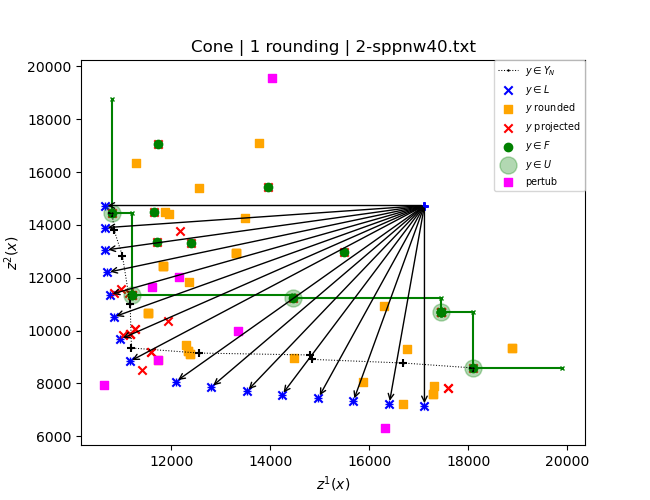 Cone | 1 rounding | 2-sppnw40.txt
z²(x)
20000
18000
16000
14000
12000
10000
8000
6000
y ∈ Y_N
y ∈ L
y rounded
y projected
y ∈ F
y ∈ U
pertub
12000 14000 16000 18000 20000
z¹(x)